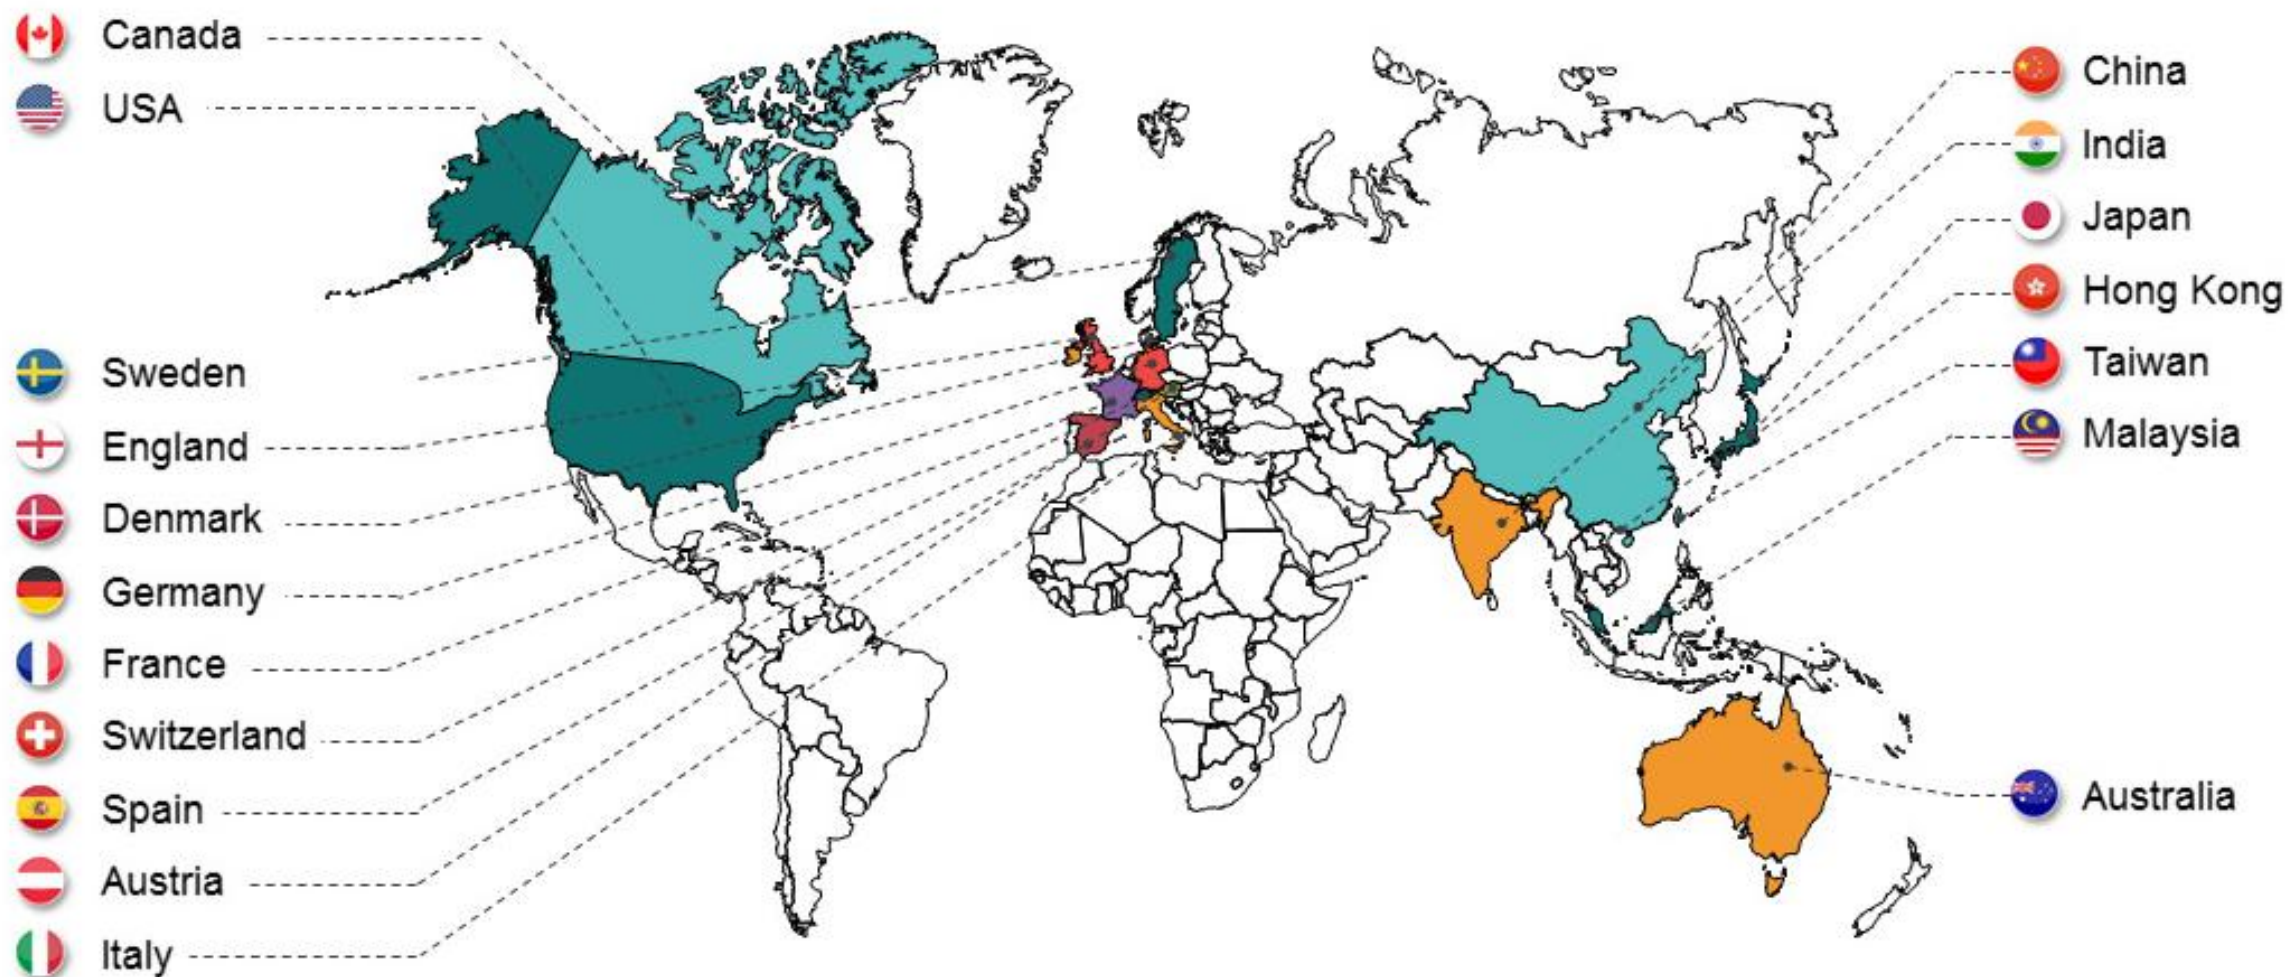 Canada
USA
Sweden
England
Denmark
Germany
France
Switzerland
Spain
Austria
Italy
China
India
Japan
Hong Kong
Taiwan
Malaysia
Australia